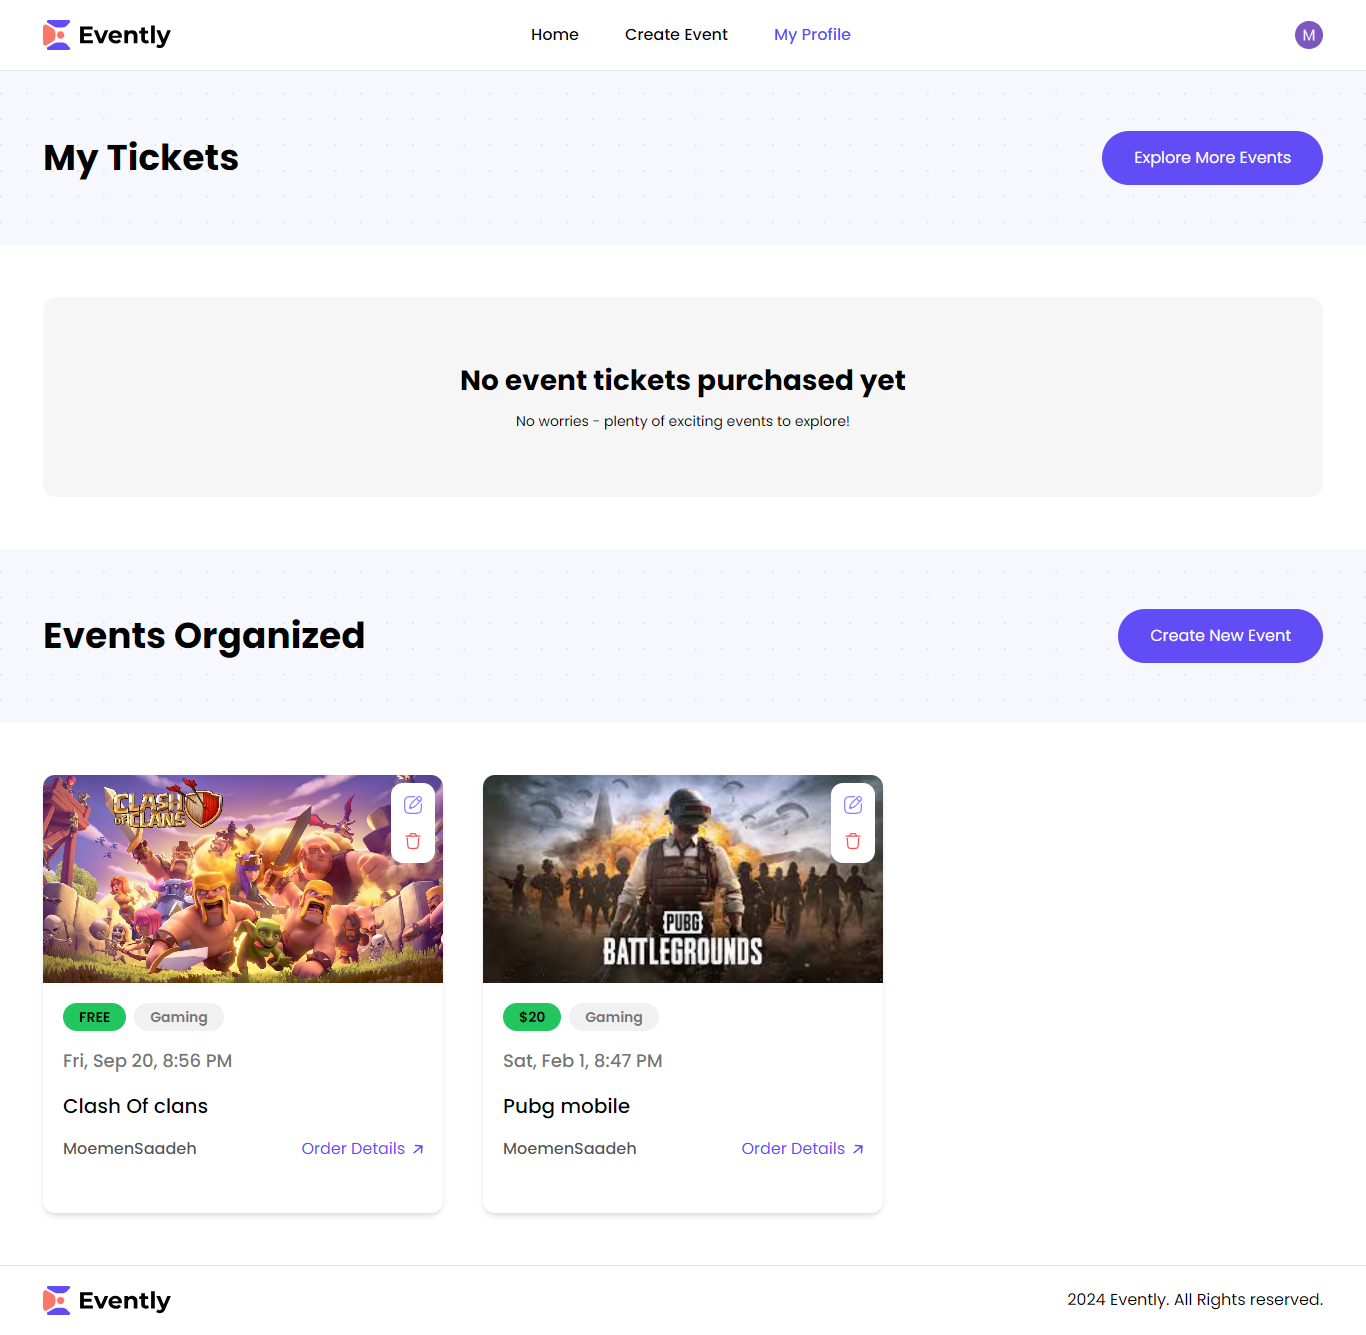 Evently
Home
Create Event
My Profile
M
My Tickets
Explore More Events
No event tickets purchased yet
No worries - plenty of exciting events to explore!
Events Organized
Create New Event
CLASH
OF CLANS
FREE
Gaming
Fri, Sep 20, 8:56 PM
Clash Of clans
MoemenSaadeh
Order Details
PUBG
BATTLEGROUNDS
$20
Gaming
Sat, Feb 1, 8:47 PM
Pubg mobile
MoemenSaadeh
Order Details
Evently
2024 Evently. All Rights reserved.